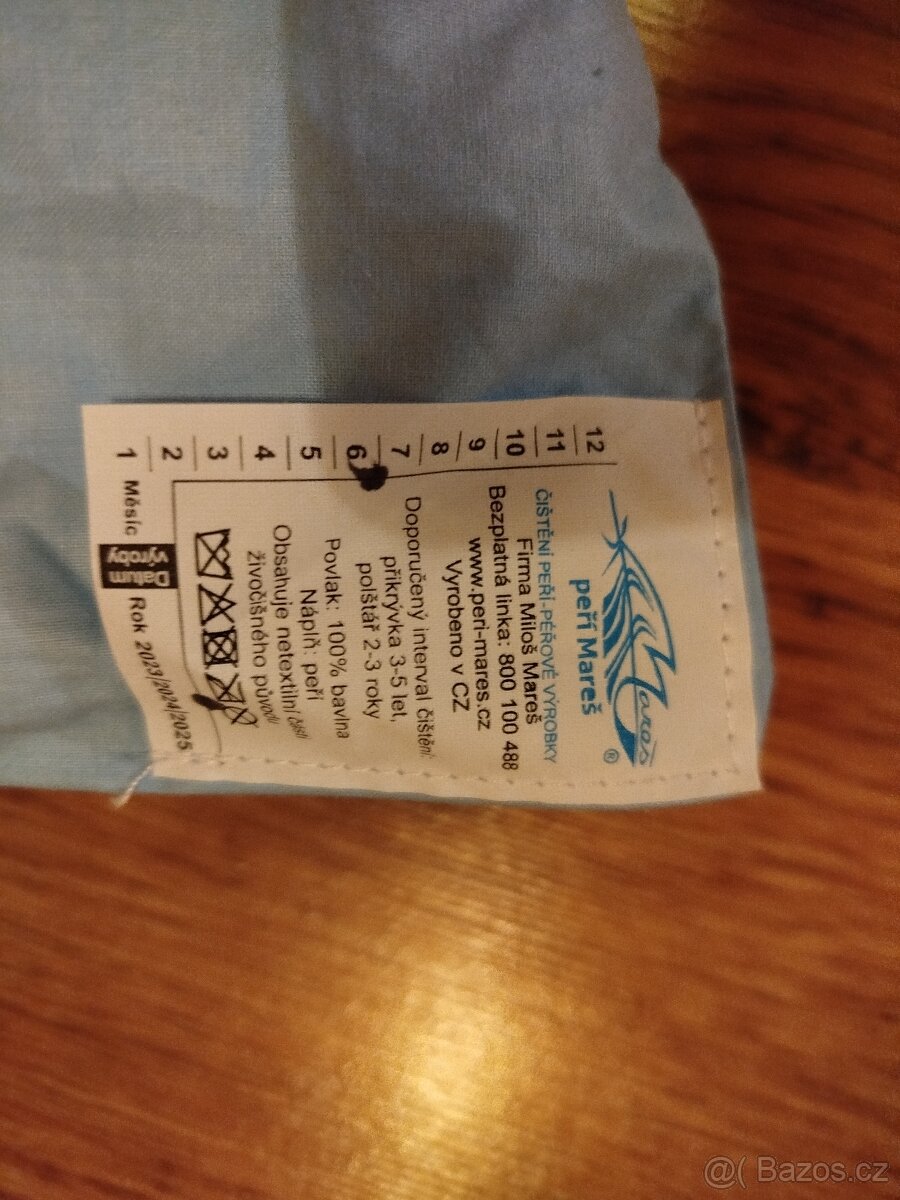 Mareš
®
peří Mareš
ČIŠTĚNÍ PEŘÍ-PÉŘOVÉ VÝROBKY
Firma Miloš Mareš
Bezplatná linka: 800 100 488
www.peri-mares.cz
Vyrobeno v CZ
Doporučený interval čištění:
přikrývka 3-5 let,
polštář 2-3 roky
Povlak: 100% bavlna
Náplň: peří
Obsahuje netextilní části
živočišného původu
12
11
10
9
8
7
6
5
4
3
2
1
Měsíc
Datum
výroby
Rok 2023/2024/2025
@( Bazos.cz